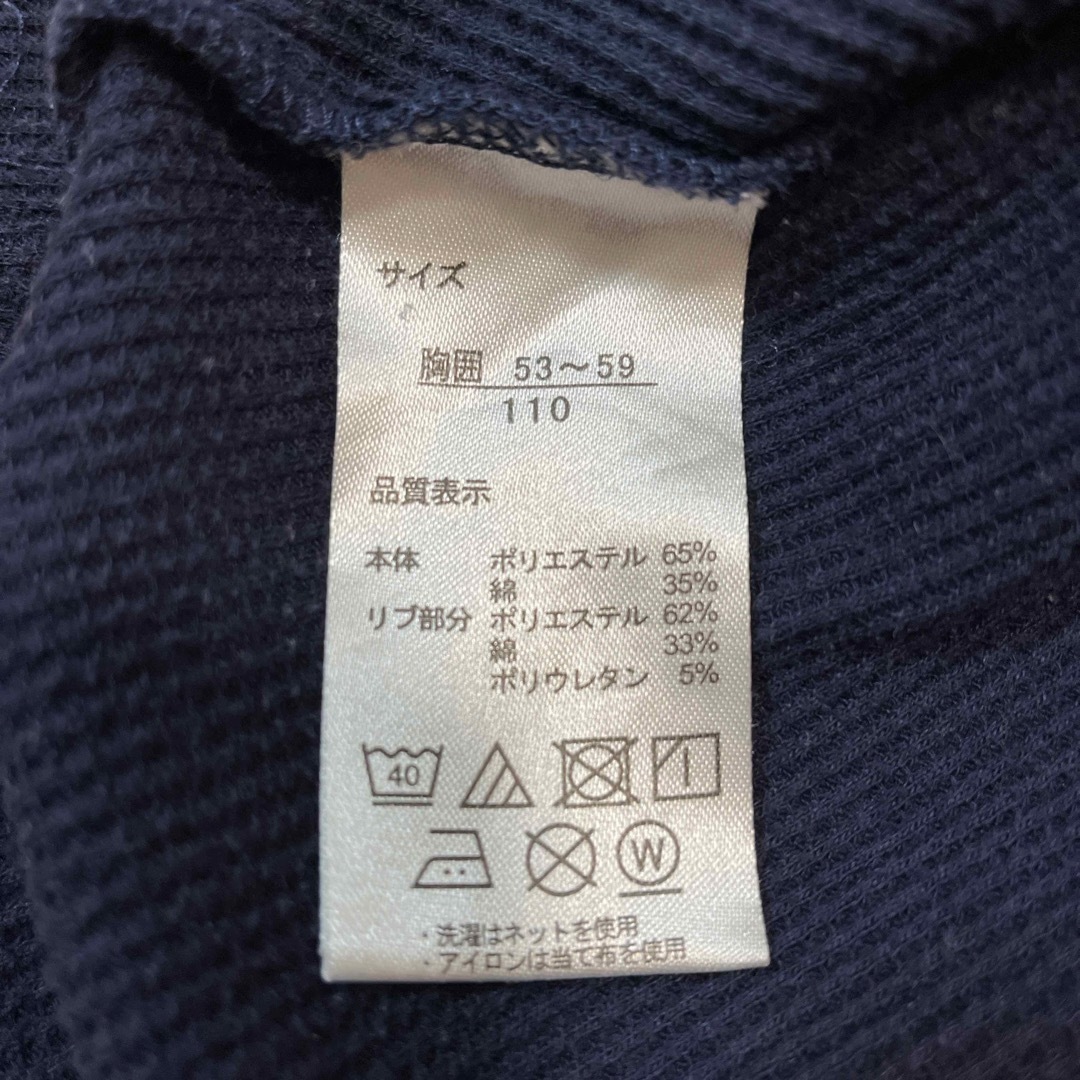 サイズ
胸囲 53～59
110
品質表示
本体 ポリエステル 65%
綿 35%
リブ部分 ポリエステル 62%
綿 33%
ポリウレタン 5%
40
W
・洗濯はネットを使用
・アイロンは当て布を使用